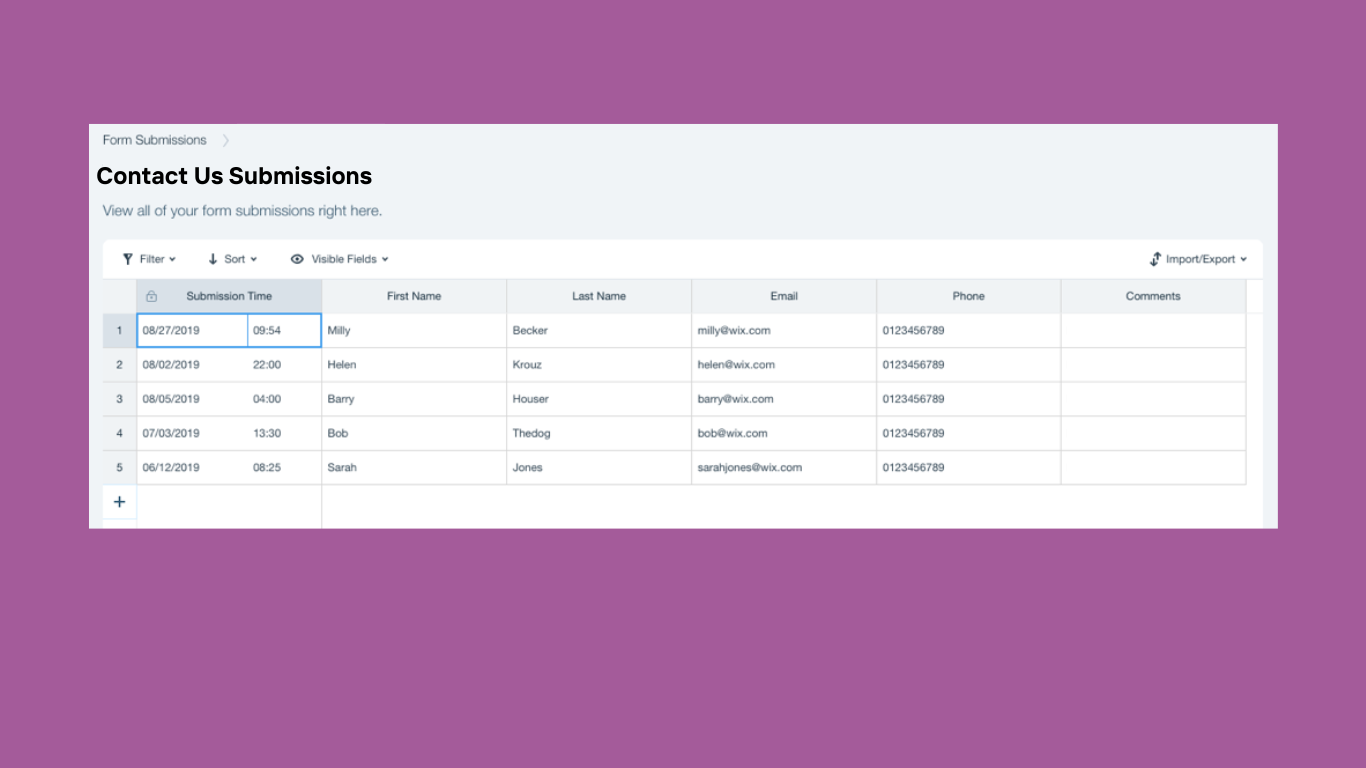 Form Submissions
Contact Us Submissions
View all of your form submissions right here.
Filter Sort Visible Fields Import/Export
Submission Time First Name Last Name Email Phone Comments
1 08/27/2019 09:54 Milly Becker milly@wix.com 0123456789
2 08/02/2019 22:00 Helen Krouz helen@wix.com 0123456789
3 08/05/2019 04:00 Barry Houser barry@wix.com 0123456789
4 07/03/2019 13:30 Bob Thedog bob@wix.com 0123456789
5 06/12/2019 08:25 Sarah Jones sarahjones@wix.com 0123456789
+